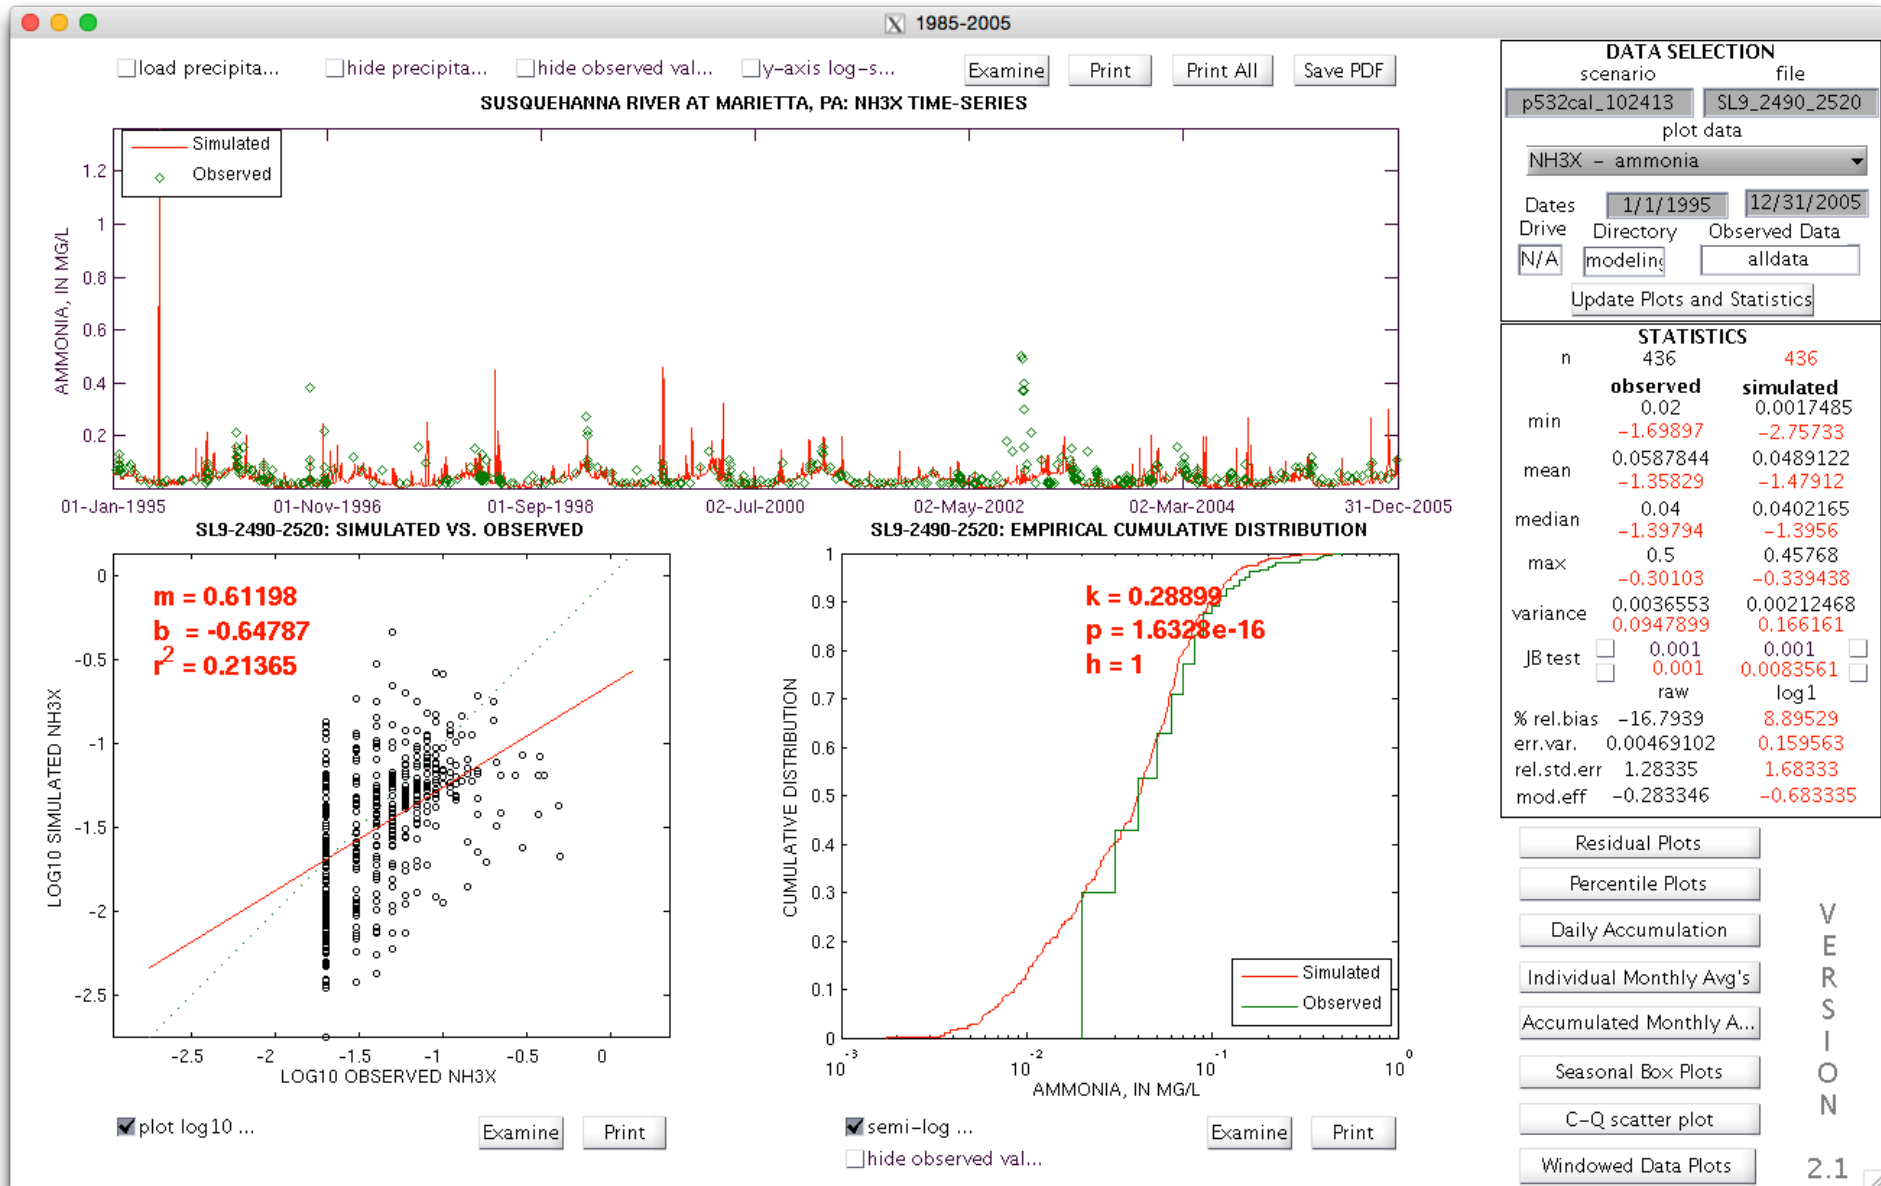 1985-2005
load precipita...
hide precipita...
hide observed val...
y-axis log-s...
Examine
Print
Print All
Save PDF
SUSQUEHANNA RIVER AT MARIETTA, PA: NH3X TIME-SERIES
Simulated
Observed
AMMONIA, IN MG/L
1.2
1
0.8
0.6
0.4
0.2
01-Jan-1995
01-Nov-1996
01-Sep-1998
02-Jul-2000
02-May-2002
02-Mar-2004
31-Dec-2005
SL9-2490-2520: SIMULATED VS. OBSERVED
m = 0.61198
b = -0.64787
r2 = 0.21365
LOG10 SIMULATED NH3X
0
-0.5
-1
-1.5
-2
-2.5
-2.5
-2
-1.5
-1
-0.5
0
LOG10 OBSERVED NH3X
plot log10 ...
Examine
Print
SL9-2490-2520: EMPIRICAL CUMULATIVE DISTRIBUTION
k = 0.28899
p = 1.6328e-16
h = 1
CUMULATIVE DISTRIBUTION
1
0.9
0.8
0.7
0.6
0.5
0.4
0.3
0.2
0.1
0
Simulated
Observed
10-3
10-2
10-1
100
AMMONIA, IN MG/L
semi-log ...
hide observed val...
Examine
Print
DATA SELECTION
scenario file
p532cal_102413 SL9_2490_2520
plot data
NH3X - ammonia
Dates 1/1/1995 12/31/2005
Drive Directory Observed Data
N/A modeling alldata
Update Plots and Statistics
STATISTICS
n 436 436
observed simulated
min 0.02 0.0017485
-1.69897 -2.75733
mean 0.0587844 0.0489122
-1.35829 -1.47912
median 0.04 0.0402165
-1.39794 -1.3956
max 0.5 0.45768
-0.30103 -0.339438
variance 0.0036553 0.00212468
0.0947899 0.166161
JB test 0.001 0.001
0.001 0.0083561
raw log1
% rel.bias -16.7939 8.89529
err.var. 0.00469102 0.159563
rel.std.err 1.28335 1.68333
mod.eff -0.283346 -0.683335
Residual Plots
Percentile Plots
Daily Accumulation
Individual Monthly Avg's
Accumulated Monthly A...
Seasonal Box Plots
C-Q scatter plot
Windowed Data Plots
VERSION
2.1